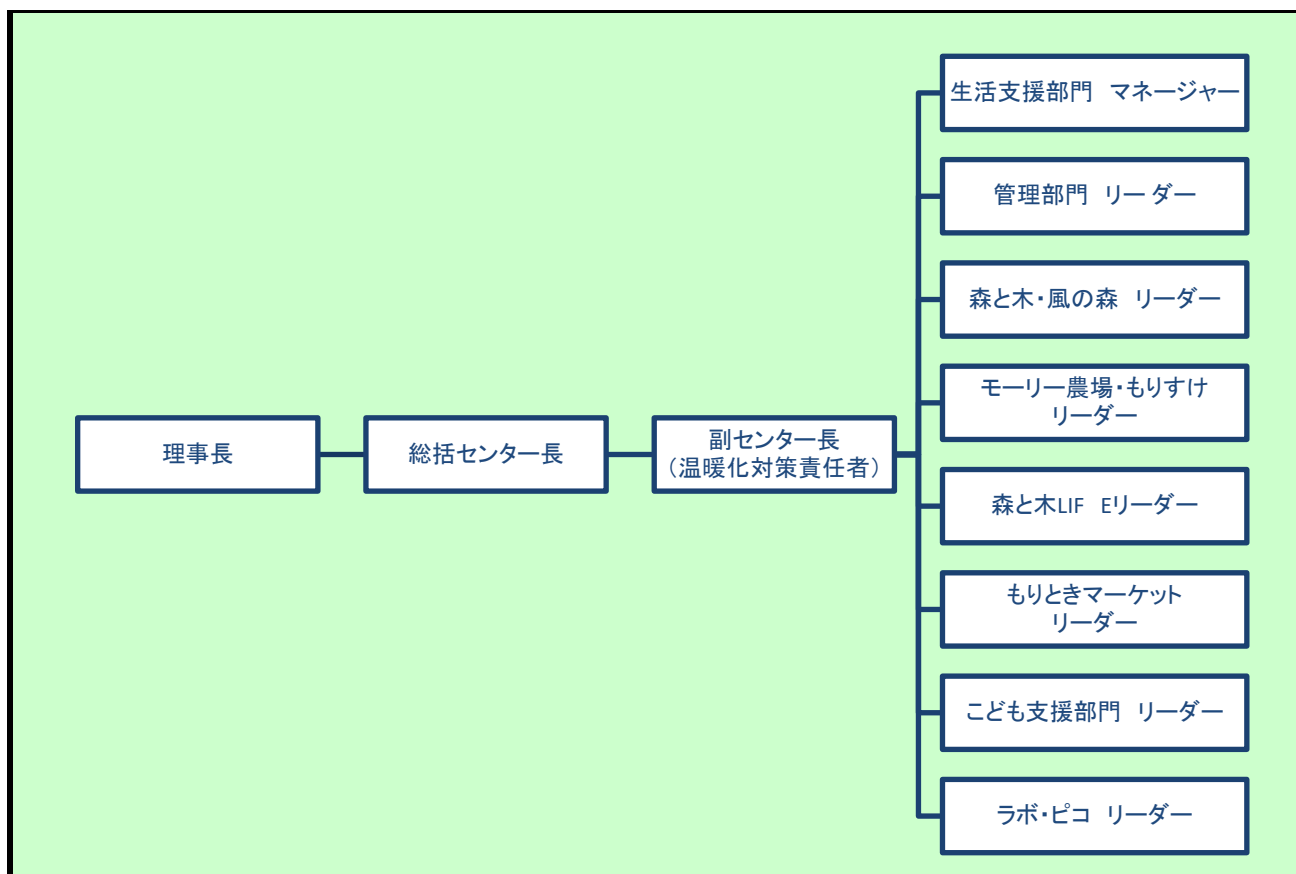 生活支援部門　マネージャー
管理部門　リー ダー
森と木・風の森　リーダー
モーリー農場・もりすけ
リーダー
理事長
総括センター長
副センター長
（温暖化対策責任者）
森と木LIF　Eリーダー
もりときマーケット
リーダー
こども支援部門　リーダー
ラボ・ピコ　リーダー